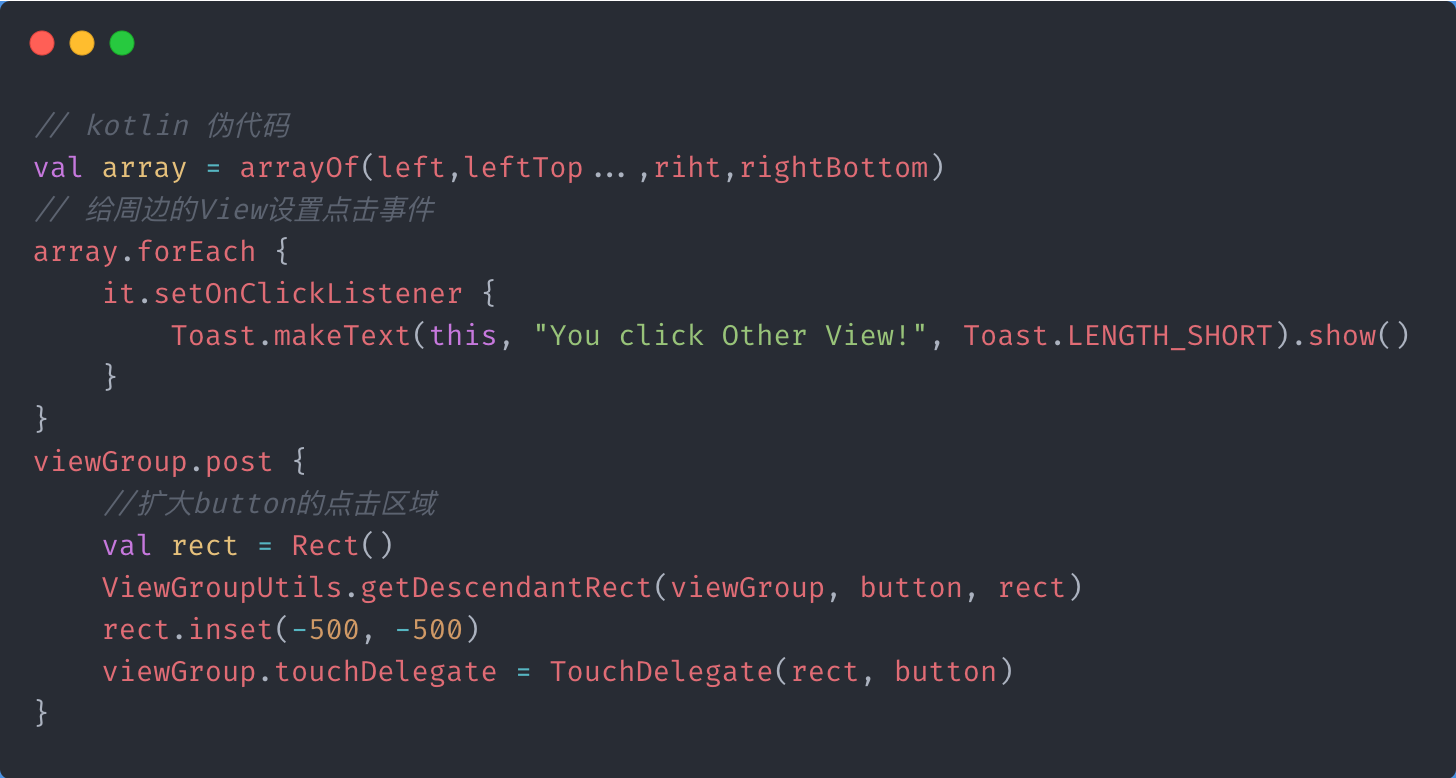 // kotlin 伪代码
val array = arrayOf(left,leftTop...,riht,rightBottom)
// 给周边的View设置点击事件
array.forEach {
    it.setOnClickListener {
        Toast.makeText(this, "You click Other View!", Toast.LENGTH_SHORT).show()
    }
}
viewGroup.post {
    //扩大button的点击区域
    val rect = Rect()
    ViewGroupUtils.getDescendantRect(viewGroup, button, rect)
    rect.inset(-500, -500)
    viewGroup.touchDelegate = TouchDelegate(rect, button)
}